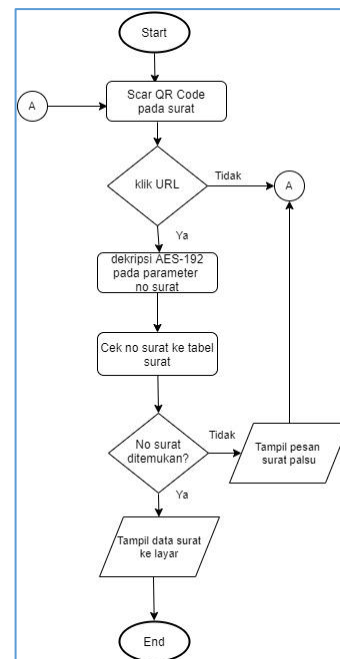 Start
Scar QR Code
pada surat
A
klik URL
Tidak
A
Ya
dekripsi AES-192
pada parameter
no surat
Cek no surat ke tabel
surat
No surat
ditemukan?
Tidak
Tampil pesan
surat palsu
Ya
Tampil data surat
ke layar
End